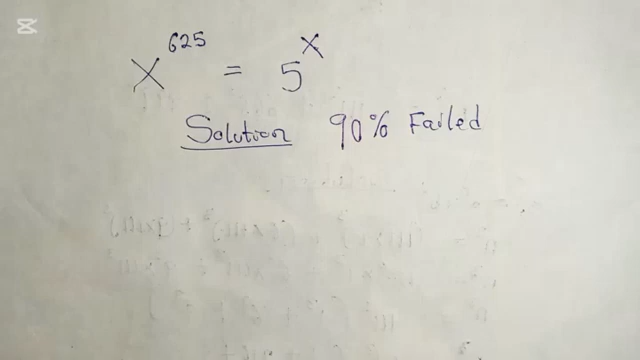 x^625 = 5^x
Solution 90% Failed